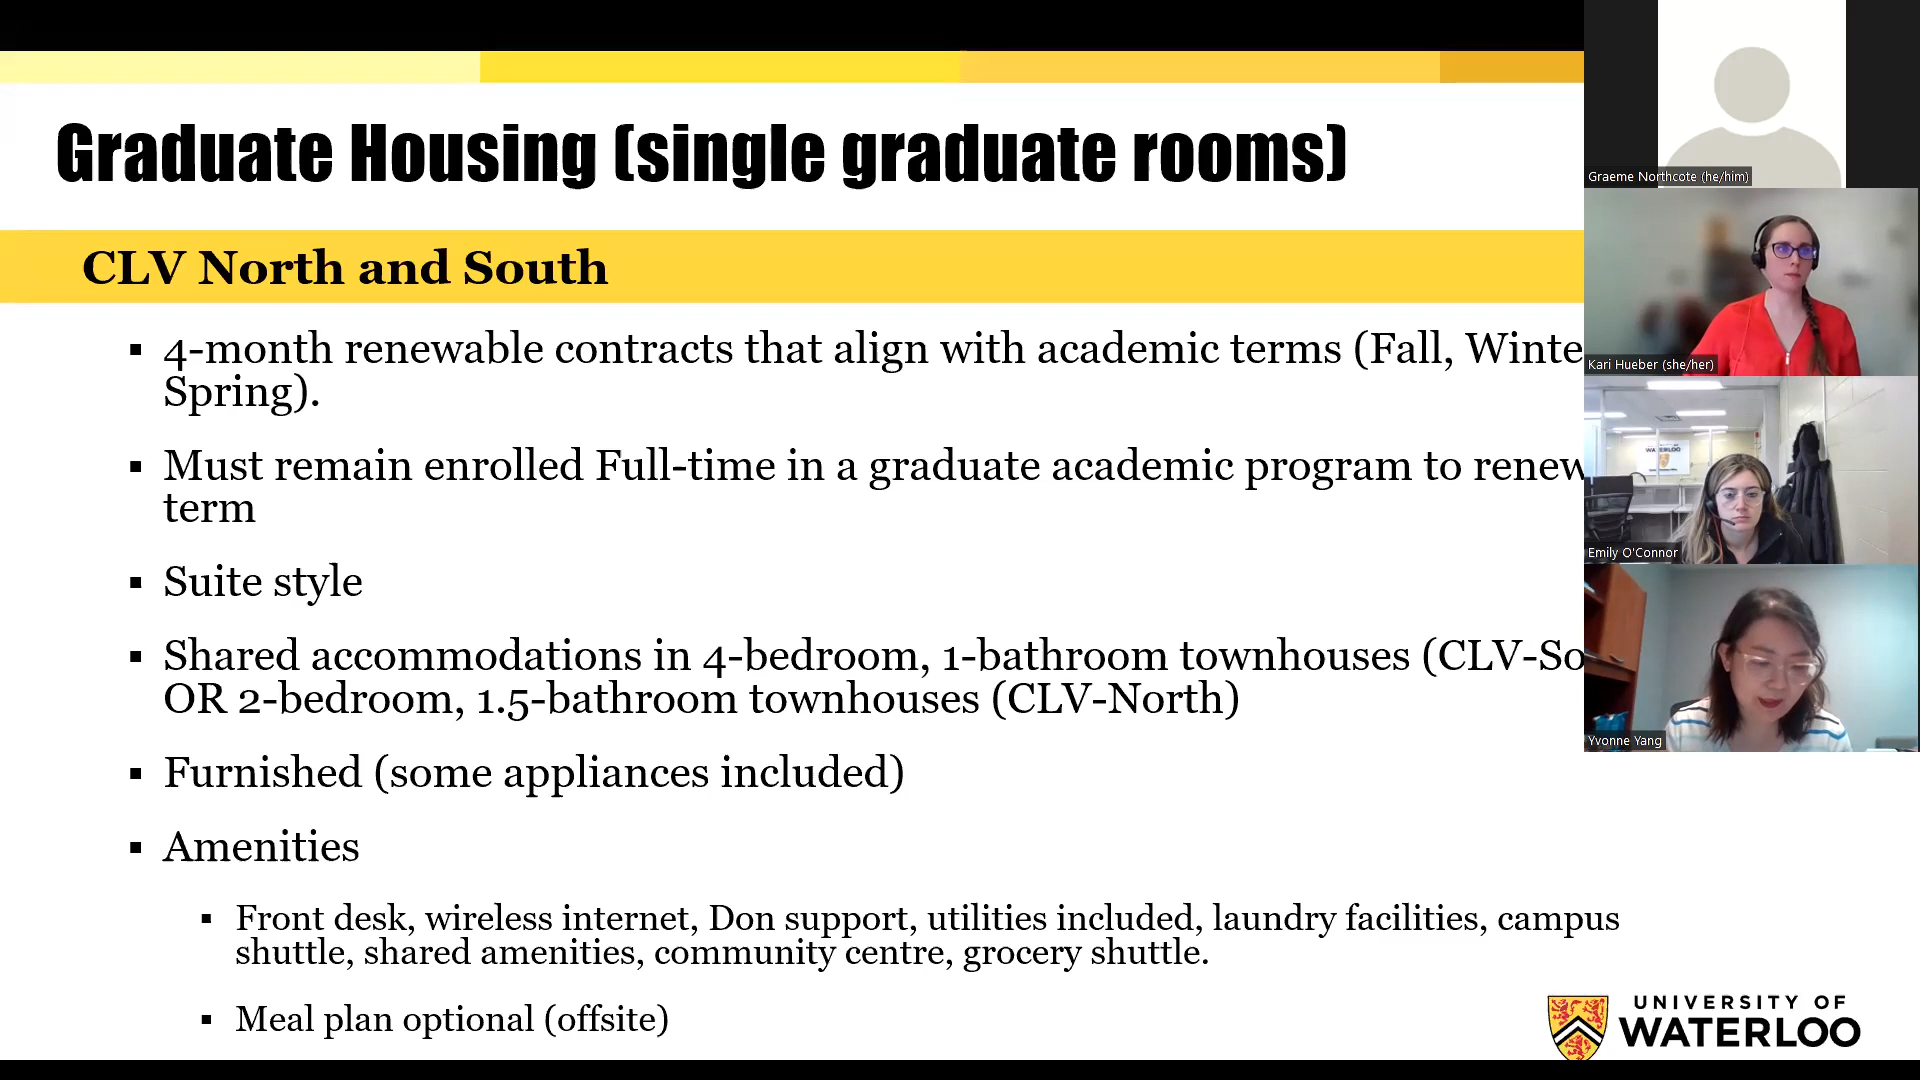 Graduate Housing (single graduate rooms)
CLV North and South
▪ 4-month renewable contracts that align with academic terms (Fall, Winte
Spring).
▪ Must remain enrolled Full-time in a graduate academic program to renew
term
▪ Suite style
▪ Shared accommodations in 4-bedroom, 1-bathroom townhouses (CLV-So
OR 2-bedroom, 1.5-bathroom townhouses (CLV-North)
▪ Furnished (some appliances included)
▪ Amenities
▪ Front desk, wireless internet, Don support, utilities included, laundry facilities, campus
shuttle, shared amenities, community centre, grocery shuttle.
▪ Meal plan optional (offsite)
UNIVERSITY OF
WATERLOO
Graeme Northcote (he/him)
Kari Hueber (she/her)
WATERLOO
Emily O'Connor
Yvonne Yang